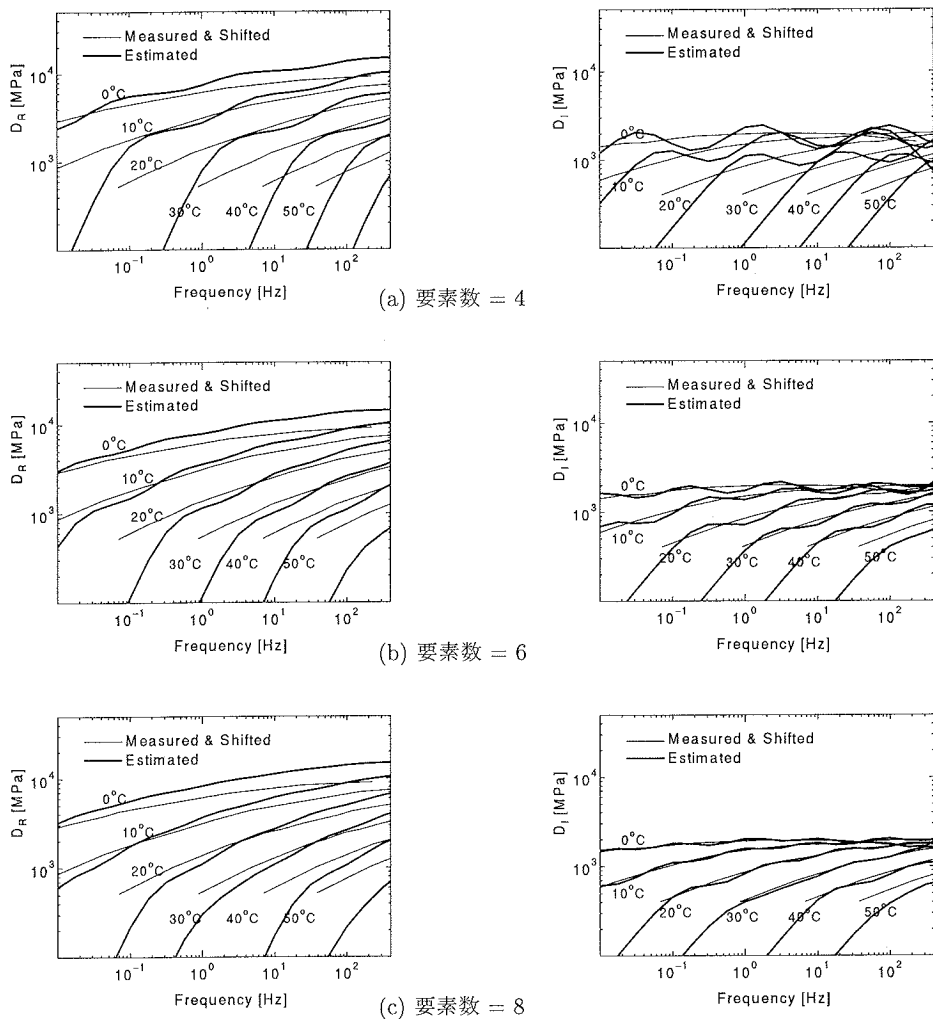 Measured & Shifted
Estimated
D_R [MPa]
10^4
10^3
0°C
10°C
20°C
30°C
40°C
50°C
10^-1
10^0
10^1
10^2
Frequency [Hz]
Measured & Shifted
Estimated
D_I [MPa]
10^4
10^3
0°C
10°C
20°C
30°C
40°C
50°C
10^-1
10^0
10^1
10^2
Frequency [Hz]
(a) 要素数 = 4
Measured & Shifted
Estimated
D_R [MPa]
10^4
10^3
0°C
10°C
20°C
30°C
40°C
50°C
10^-1
10^0
10^1
10^2
Frequency [Hz]
Measured & Shifted
Estimated
D_I [MPa]
10^4
10^3
0°C
10°C
20°C
30°C
40°C
50°C
10^-1
10^0
10^1
10^2
Frequency [Hz]
(b) 要素数 = 6
Measured & Shifted
Estimated
D_R [MPa]
10^4
10^3
0°C
10°C
20°C
30°C
40°C
50°C
10^-1
10^0
10^1
10^2
Frequency [Hz]
Measured & Shifted
Estimated
D_I [MPa]
10^4
10^3
0°C
10°C
20°C
30°C
40°C
50°C
10^-1
10^0
10^1
10^2
Frequency [Hz]
(c) 要素数 = 8